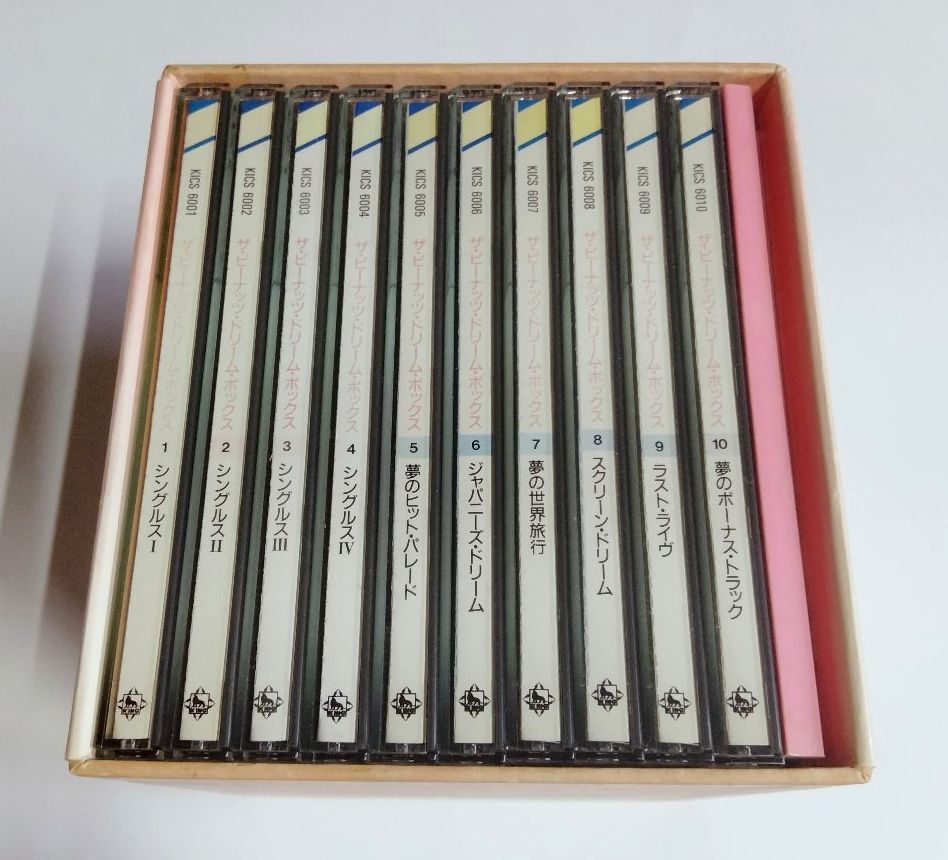 KICS 6001 ザ・ピーナッツ・ドリーム・ボックス 1 シングルスI
KICS 6002 ザ・ピーナッツ・ドリーム・ボックス 2 シングルスII
KICS 6003 ザ・ピーナッツ・ドリーム・ボックス 3 シングルスIII
KICS 6004 ザ・ピーナッツ・ドリーム・ボックス 4 シングルスIV
KICS 6005 ザ・ピーナッツ・ドリーム・ボックス 5 夢のヒット・パレード
KICS 6006 ザ・ピーナッツ・ドリーム・ボックス 6 ジャパニーズ・ドリーム
KICS 6007 ザ・ピーナッツ・ドリーム・ボックス 7 夢の世界旅行
KICS 6008 ザ・ピーナッツ・ドリーム・ボックス 8 スクリーン・ドリーム
KICS 6009 ザ・ピーナッツ・ドリーム・ボックス 9 ラスト・ライヴ
KICS 6010 ザ・ピーナッツ・ドリーム・ボックス 10 夢のボーナス・トラック
KING
KING
KING
KING
KING
KING
KING
KING
KING
KING